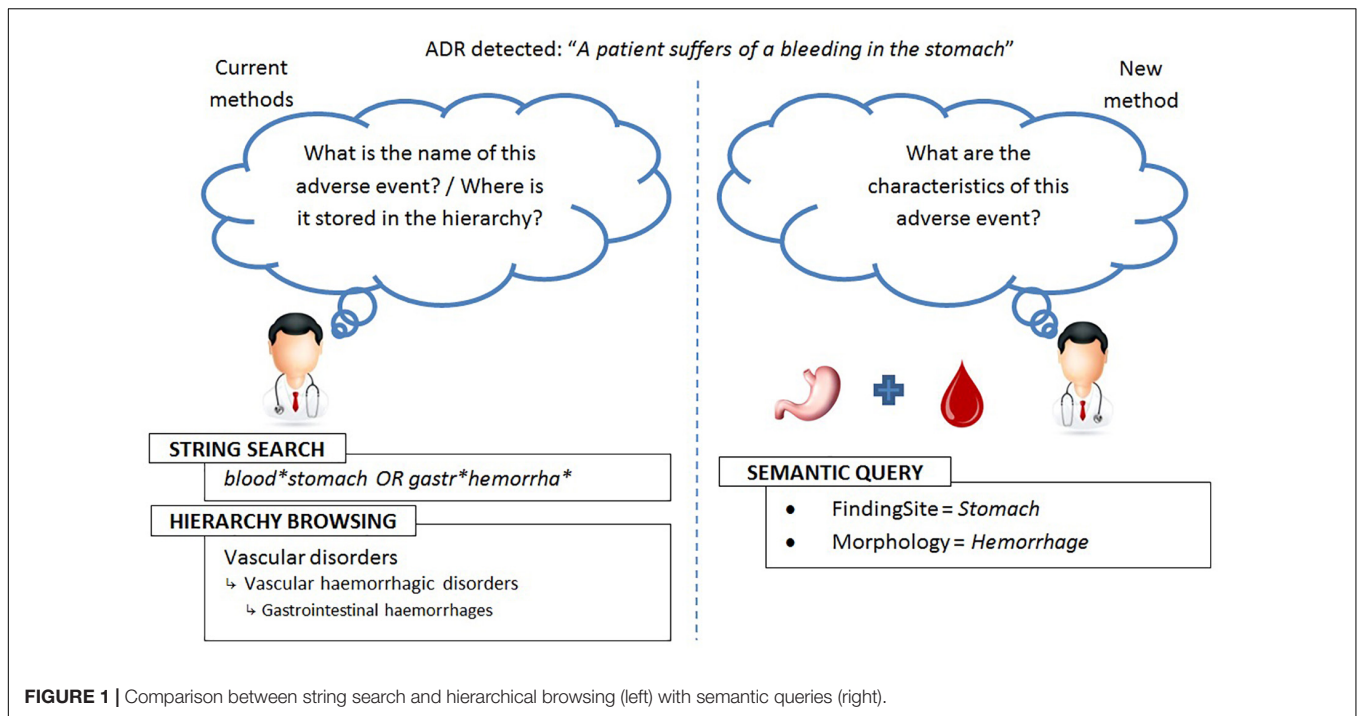 ADR detected: “A patient suffers of a bleeding in the stomach”
Current
methods
What is the name of this
adverse event? / Where is
it stored in the hierarchy?
STRING SEARCH
blood*stomach OR gastr*hemorrha*
HIERARCHY BROWSING
Vascular disorders
↳ Vascular haemorrhagic disorders
↳ Gastrointestinal haemorrhages
New
method
What are the
characteristics of this
adverse event?
SEMANTIC QUERY
• FindingSite = Stomach
• Morphology = Hemorrhage
FIGURE 1 | Comparison between string search and hierarchical browsing (left) with semantic queries (right).